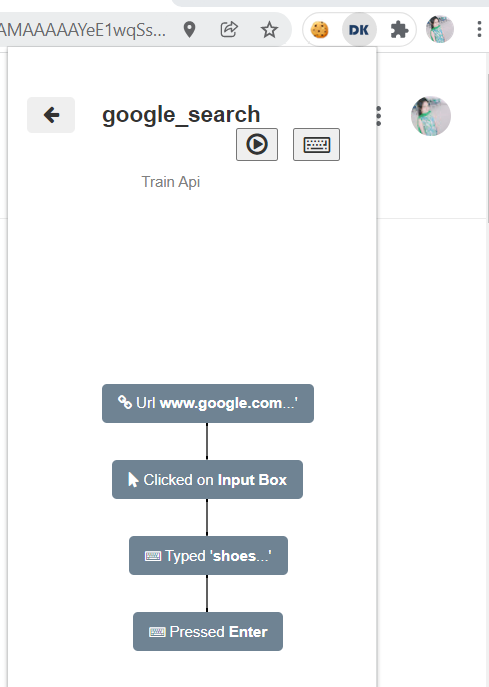 AMAAAAAYeE1wqSs...
DK
google_search
Train Api
Url www.google.com...'
Clicked on Input Box
Typed 'shoes...'
Pressed Enter